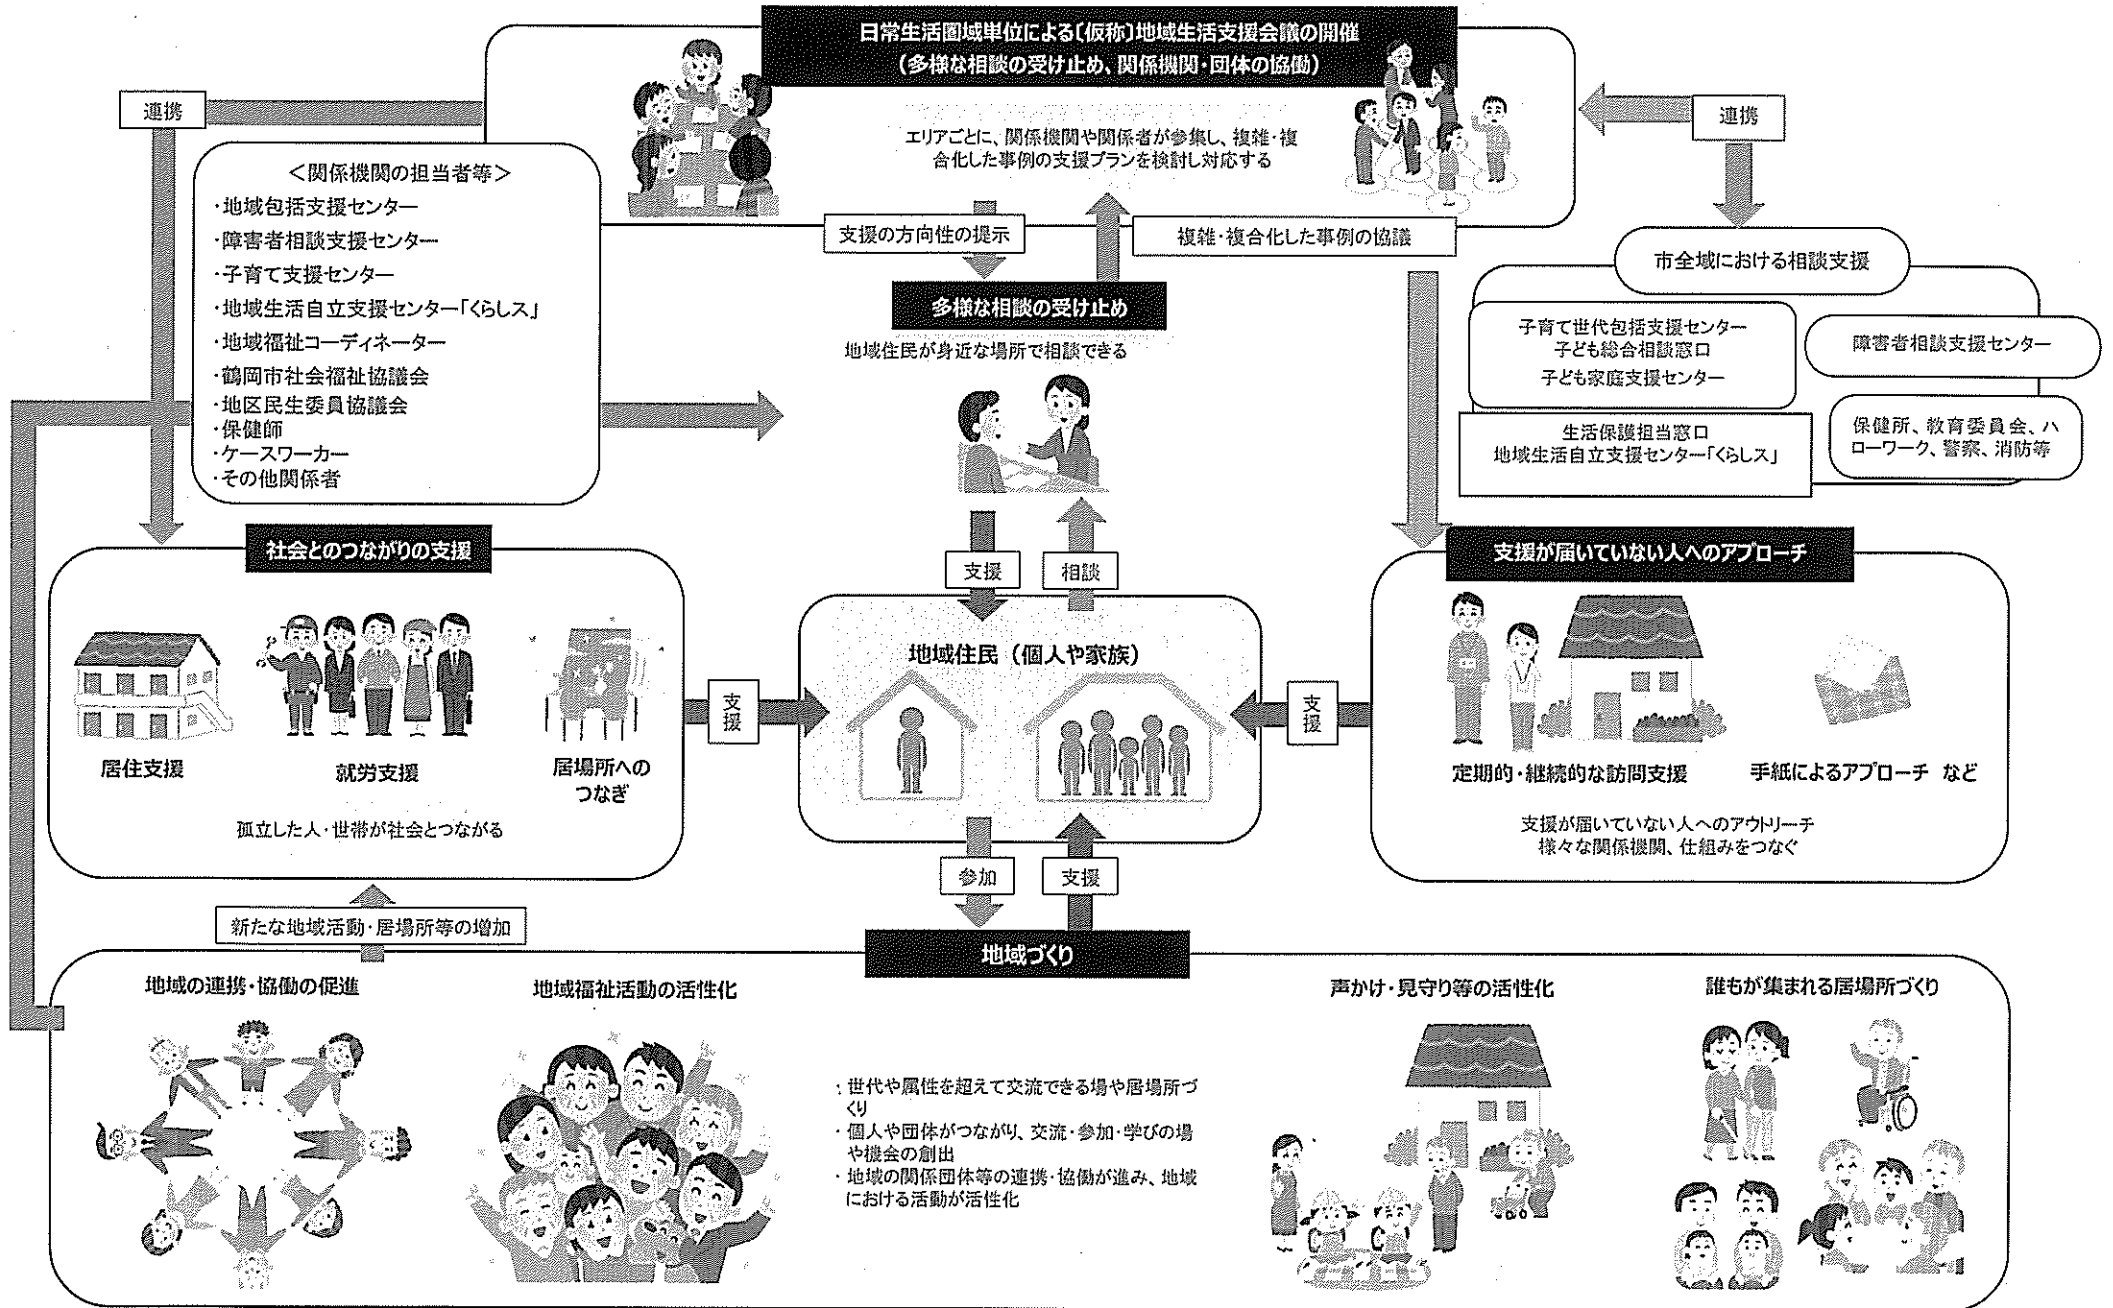 日常生活圏域単位による〔仮称〕地域生活支援会議の開催
（多様な相談の受け止め、関係機関・団体の協働）
エリアごとに、関係機関や関係者が参集し、複雑・複
合化した事例の支援プランを検討し対応する
連携
連携
＜関係機関の担当者等＞
・地域包括支援センター
・障害者相談支援センター
・子育て支援センター
・地域生活自立支援センター「くらしス」
・地域福祉コーディネーター
・鶴岡市社会福祉協議会
・地区民生委員協議会
・保健師
・ケースワーカー
・その他関係者
支援の方向性の提示
複雑・複合化した事例の協議
多様な相談の受け止め
地域住民が身近な場所で相談できる
市全域における相談支援
子育て世代包括支援センター
子ども総合相談窓口
子ども家庭支援センター
障害者相談支援センター
生活保護担当窓口
地域生活自立支援センター「くらしス」
保健所、教育委員会、ハ
ローワーク、警察、消防等
社会とのつながりの支援
居住支援
就労支援
居場所への
つなぎ
孤立した人・世帯が社会とつながる
支援
相談
地域住民（個人や家族）
支援
支援
支援が届いていない人へのアプローチ
定期的・継続的な訪問支援
手紙によるアプローチ など
支援が届いていない人へのアウトリーチ
様々な関係機関、仕組みをつなぐ
参加
支援
新たな地域活動・居場所等の増加
地域づくり
地域の連携・協働の促進
地域福祉活動の活性化
声かけ・見守り等の活性化
誰もが集まれる居場所づくり
・世代や属性を超えて交流できる場や居場所づ
くり
・個人や団体がつながり、交流・参加・学びの場
や機会の創出
・地域の関係団体等の連携・協働が進み、地域
における活動が活性化